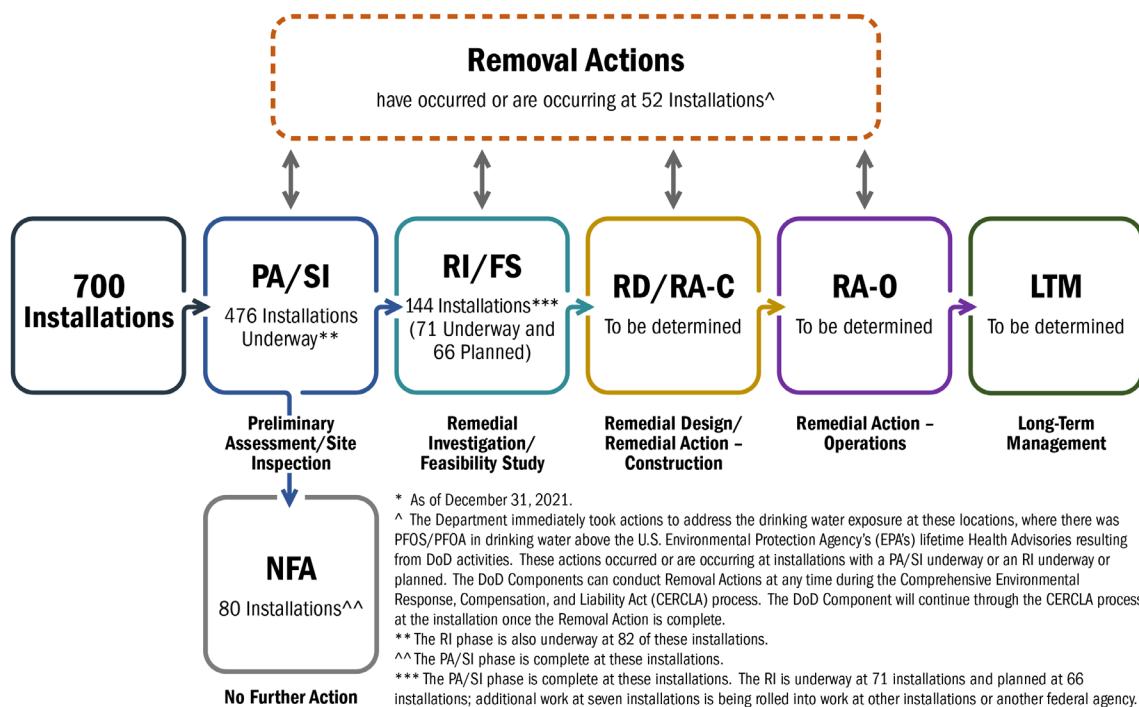 Removal Actions
have occurred or are occurring at 52 Installations^
700
Installations
PA/SI
476 Installations
Underway**
RI/FS
144 Installations***
(71 Underway and
66 Planned)
RD/RA-C
To be determined
RA-O
To be determined
LTM
To be determined
Preliminary
Assessment/Site
Inspection
Remedial
Investigation/
Feasibility Study
Remedial Design/
Remedial Action –
Construction
Remedial Action –
Operations
Long-Term
Management
NFA
80 Installations^^
No Further Action
* As of December 31, 2021.
^ The Department immediately took actions to address the drinking water exposure at these locations, where there was
PFOS/PFOA in drinking water above the U.S. Environmental Protection Agency's (EPA's) lifetime Health Advisories resulting
from DoD activities. These actions occurred or are occurring at installations with a PA/SI underway or an RI underway or
planned. The DoD Components can conduct Removal Actions at any time during the Comprehensive Environmental
Response, Compensation, and Liability Act (CERCLA) process. The DoD Component will continue through the CERCLA process
at the installation once the Removal Action is complete.
** The RI phase is also underway at 82 of these installations.
^^ The PA/SI phase is complete at these installations.
*** The PA/SI phase is complete at these installations. The RI is underway at 71 installations and planned at 66
installations; additional work at seven installations is being rolled into work at other installations or another federal agency.